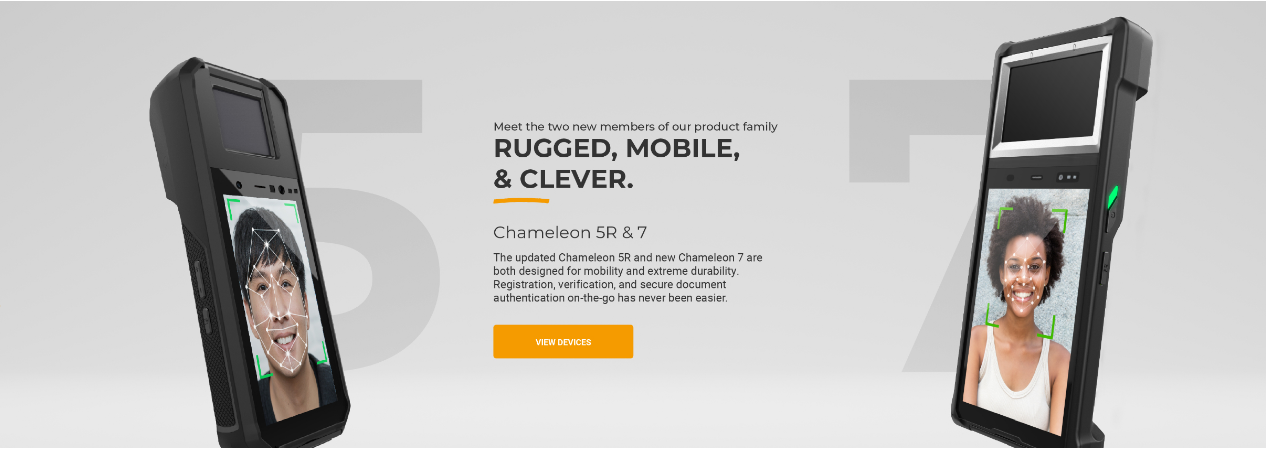 5
7
Meet the two new members of our product family
RUGGED, MOBILE,
& CLEVER.
Chameleon 5R & 7
The updated Chameleon 5R and new Chameleon 7 are
both designed for mobility and extreme durability.
Registration, verification, and secure document
authentication on-the-go has never been easier.
VIEW DEVICES